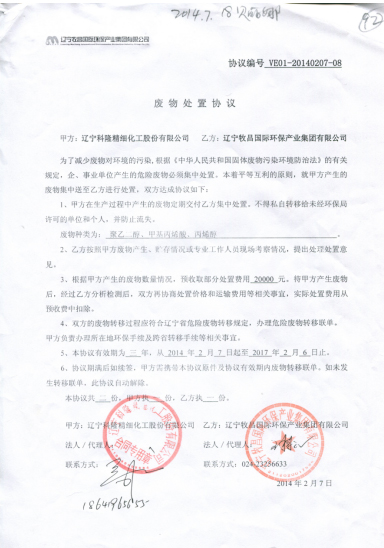 2014.7.18
92
辽宁牧昌国际环保产业集团有限公司
协议编号 VE01-20140207-08
废 物 处 置 协 议
甲方：辽宁科隆精细化工股份有限公司 乙方：辽宁牧昌国际环保产业集团有限公司
为了减少废物对环境的污染,根据《中华人民共和国固体废物污染环境防治法》的有关
规定，企、事业单位产生的危险废物必须集中处置。本着平等互利的原则，就甲方产生的
废物集中送至乙方进行处置，双方达成协议如下：
1、甲方在生产过程中产生的废物定期交付乙方集中处置。不得私自转移给未经环保局
许可的单位和个人，并防止流失。
废物种类为： 聚乙二醇、甲基丙烯酸、丙烯醇 。
2、乙方按照甲方废物产生、贮存情况或专业工作人员现场考察情况，提出处理处置意
见。
3、根据甲方产生的废物数量情况，预收取部分处置费用 20000 元。待甲方产生废物
后，经过乙方分析检测后，双方再协商处置价格和运输费用等相关事宜，实际处置费用从
预收费中扣除。
4、双方的废物转移过程应符合辽宁省危险废物转移规定，办理危险废物转移联单。
甲方负责办理所在地环保手续及跨省转移手续等相关事宜。
5、本协议有效期为 三 年，从 2014 年 2 月 7 日起至 2017 年 2 月 6 日止。
6、协议期满后如续签，甲方需携带本协议原件及协议有效期内废物转移联单。如未发
生转移联单，此协议自动解除。
本协议共 二 份，甲方执 一 份、乙方执 一 份。
甲方：辽宁科隆精细化工股份有限公司 乙方：辽宁牧昌国际环保产业集团有限公司
法人/代理人： 法人/代理人：
联系方式： 联系方式：024-23286633
合同专用章
2014 年 2 月 7 日